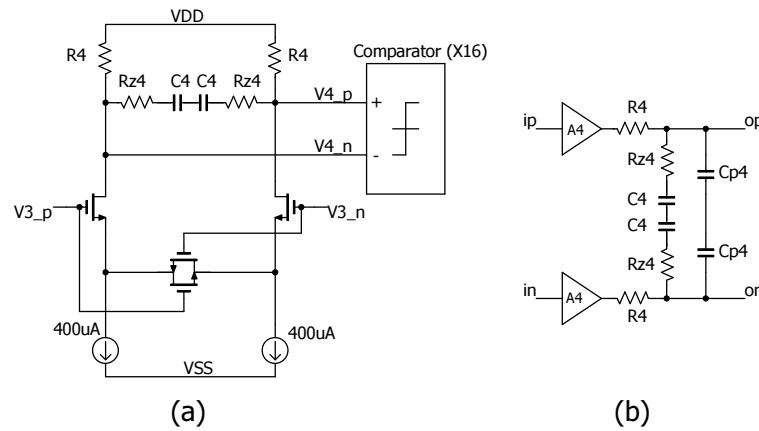 VDD
R4
R4
Rz4 C4 C4 Rz4
Comparator (X16)
V4_p
+
V4_n
-
V3_p
V3_n
400uA
400uA
VSS
(a)
ip
A4
R4
op
Rz4
Cp4
C4
C4
Rz4
Cp4
in
A4
R4
on
(b)